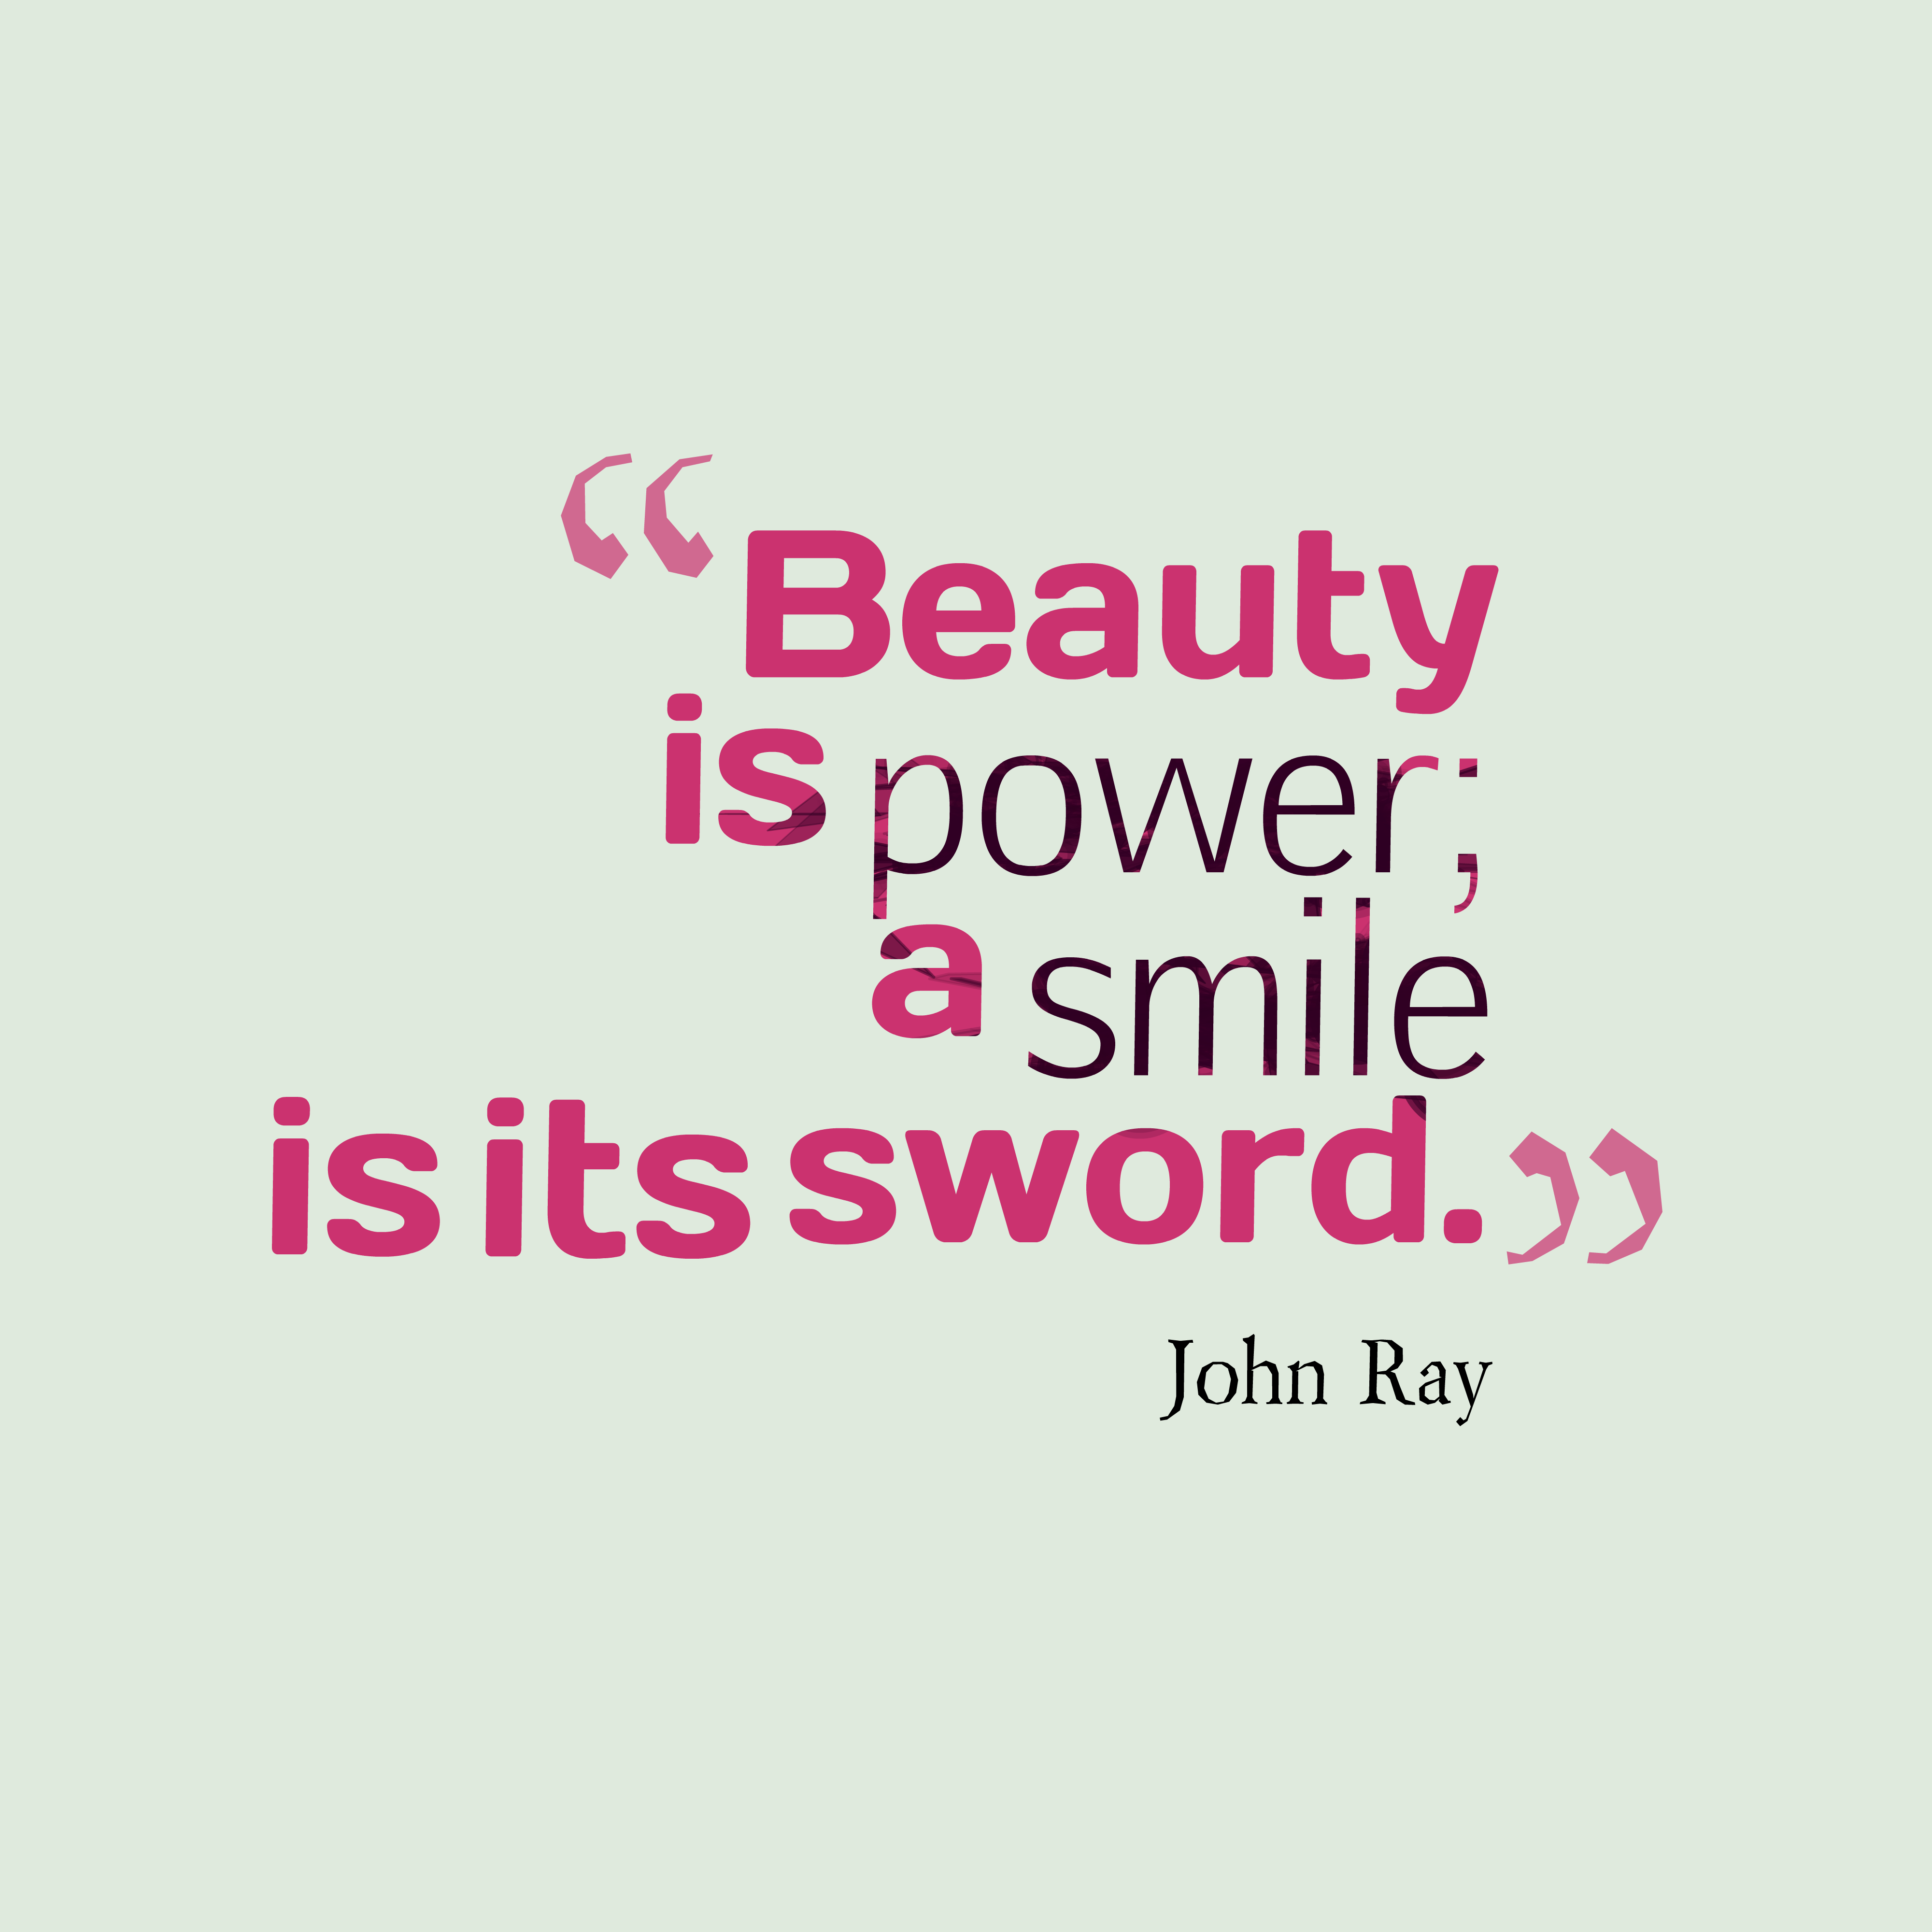 “Beauty
is power;
a smile
is its sword.”
John Ray